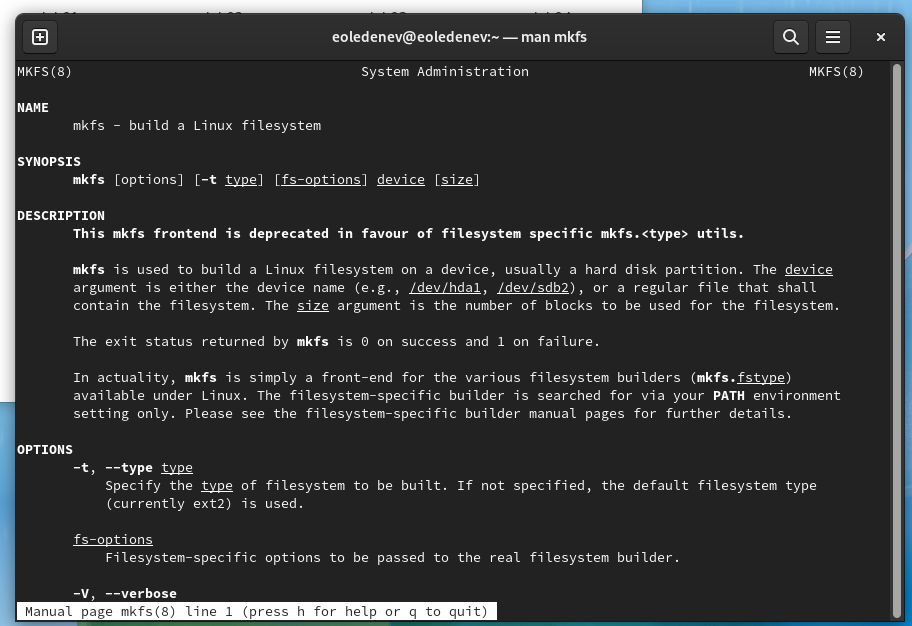 eoledenev@eoledenev:~ — man mkfs
MKFS(8) System Administration MKFS(8)
NAME
mkfs - build a Linux filesystem
SYNOPSIS
mkfs [options] [-t type] [fs-options] device [size]
DESCRIPTION
This mkfs frontend is deprecated in favour of filesystem specific mkfs.<type> utils.
mkfs is used to build a Linux filesystem on a device, usually a hard disk partition. The device
argument is either the device name (e.g., /dev/hda1, /dev/sdb2), or a regular file that shall
contain the filesystem. The size argument is the number of blocks to be used for the filesystem.
The exit status returned by mkfs is 0 on success and 1 on failure.
In actuality, mkfs is simply a front-end for the various filesystem builders (mkfs.fstype)
available under Linux. The filesystem-specific builder is searched for via your PATH environment
setting only. Please see the filesystem-specific builder manual pages for further details.
OPTIONS
-t, --type type
Specify the type of filesystem to be built. If not specified, the default filesystem type
(currently ext2) is used.
fs-options
Filesystem-specific options to be passed to the real filesystem builder.
-V, --verbose
Manual page mkfs(8) line 1 (press h for help or q to quit)